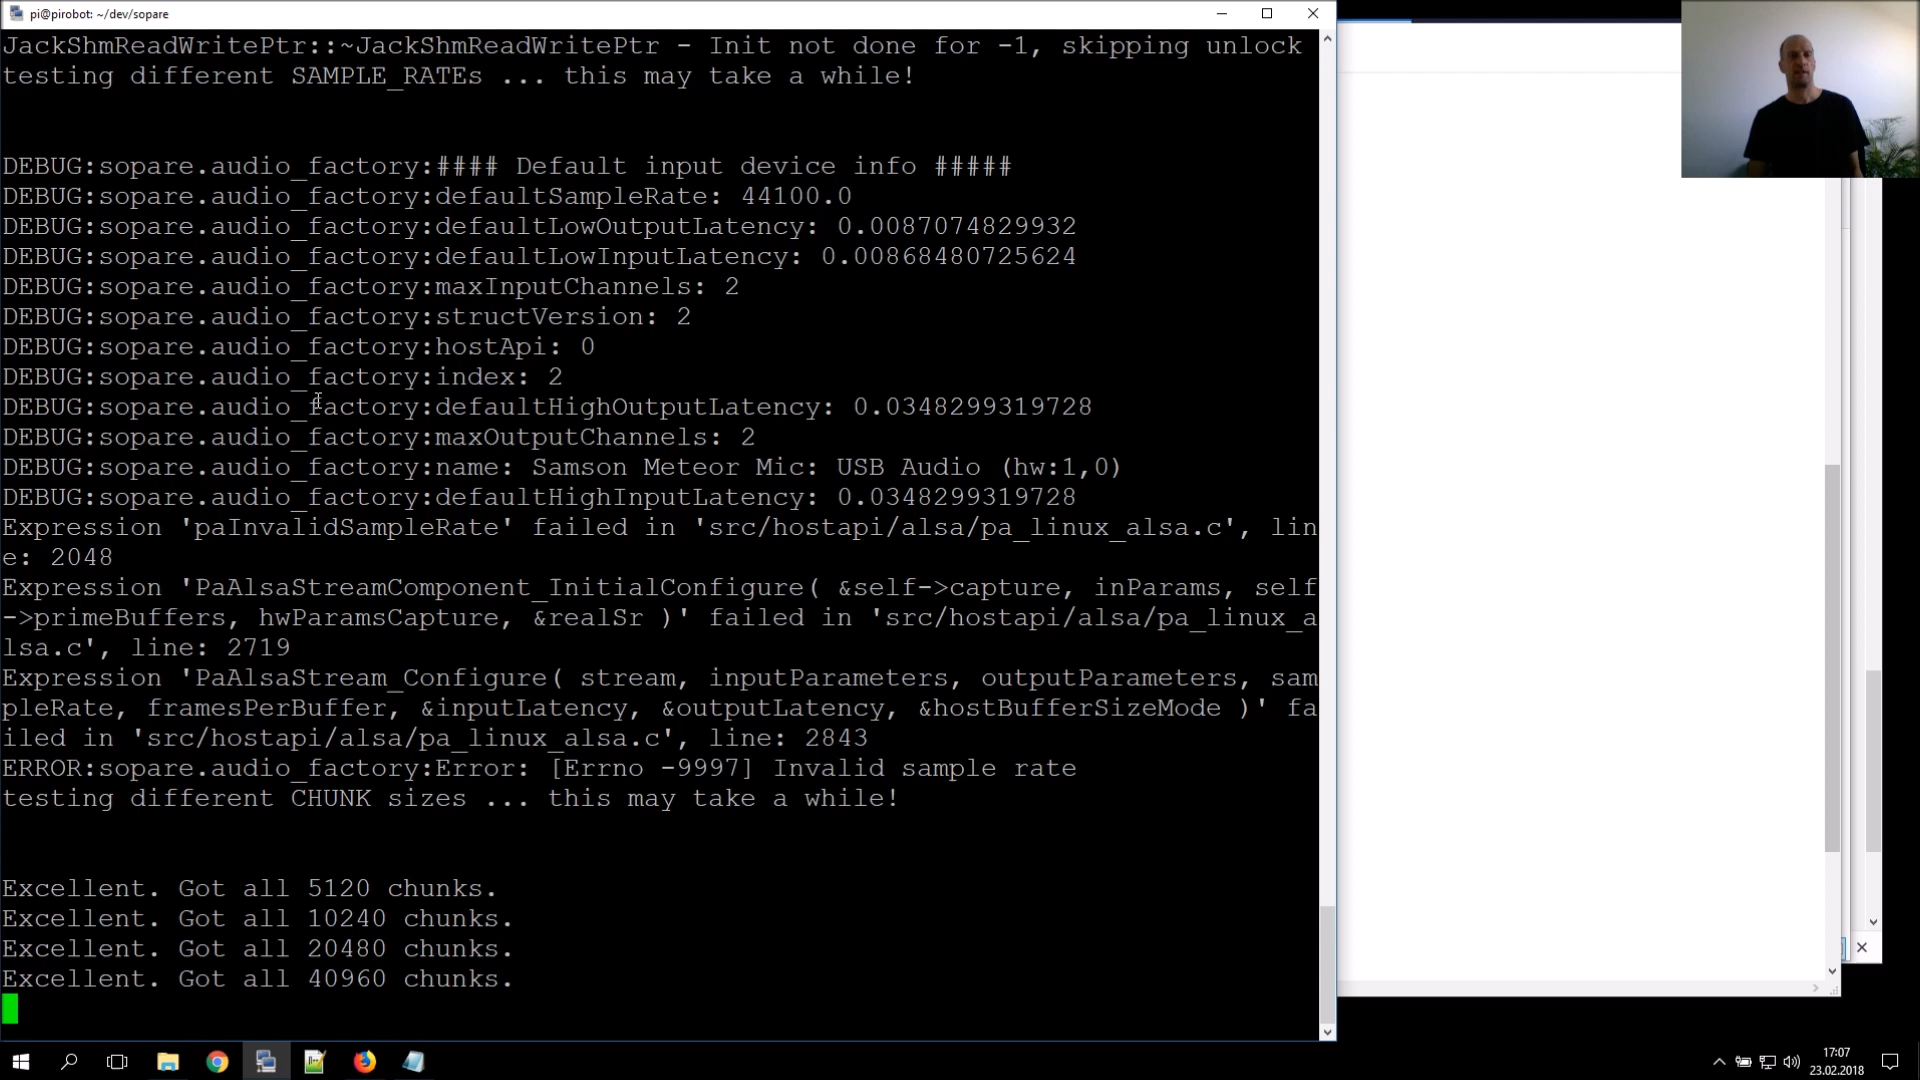 pi@pirobot: ~/dev/sopare
JackShmReadWritePtr::~JackShmReadWritePtr - Init not done for -1, skipping unlock
testing different SAMPLE_RATEs ... this may take a while!
DEBUG:sopare.audio_factory:#### Default input device info #####
DEBUG:sopare.audio_factory:defaultSampleRate: 44100.0
DEBUG:sopare.audio_factory:defaultLowOutputLatency: 0.0087074829932
DEBUG:sopare.audio_factory:defaultLowInputLatency: 0.00868480725624
DEBUG:sopare.audio_factory:maxInputChannels: 2
DEBUG:sopare.audio_factory:structVersion: 2
DEBUG:sopare.audio_factory:hostApi: 0
DEBUG:sopare.audio_factory:index: 2
DEBUG:sopare.audio_factory:defaultHighOutputLatency: 0.0348299319728
DEBUG:sopare.audio_factory:maxOutputChannels: 2
DEBUG:sopare.audio_factory:name: Samson Meteor Mic: USB Audio (hw:1,0)
DEBUG:sopare.audio_factory:defaultHighInputLatency: 0.0348299319728
Expression 'paInvalidSampleRate' failed in 'src/hostapi/alsa/pa_linux_alsa.c', lin
e: 2048
Expression 'PaAlsaStreamComponent_InitialConfigure( &self->capture, inParams, self
->primeBuffers, hwParamsCapture, &realSr )' failed in 'src/hostapi/alsa/pa_linux_a
lsa.c', line: 2719
Expression 'PaAlsaStream_Configure( stream, inputParameters, outputParameters, sam
pleRate, framesPerBuffer, &inputLatency, &outputLatency, &hostBufferSizeMode )' fa
iled in 'src/hostapi/alsa/pa_linux_alsa.c', line: 2843
ERROR:sopare.audio_factory:Error: [Errno -9997] Invalid sample rate
testing different CHUNK sizes ... this may take a while!
Excellent. Got all 5120 chunks.
Excellent. Got all 10240 chunks.
Excellent. Got all 20480 chunks.
Excellent. Got all 40960 chunks.
17:07
23.02.2018